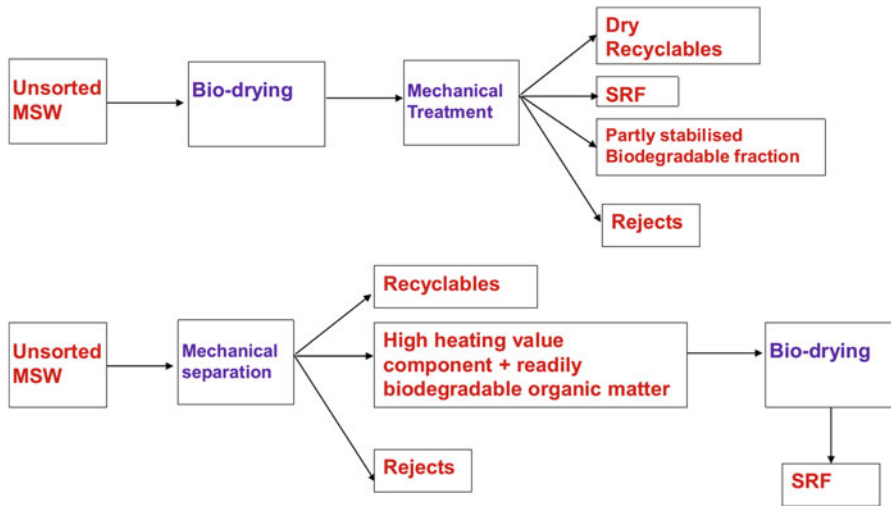 Unsorted
MSW
Bio-drying
Mechanical
Treatment
Dry
Recyclables
SRF
Partly stabilised
Biodegradable fraction
Rejects
Unsorted
MSW
Mechanical
separation
Recyclables
High heating value
component + readily
biodegradable organic matter
Rejects
Bio-drying
SRF